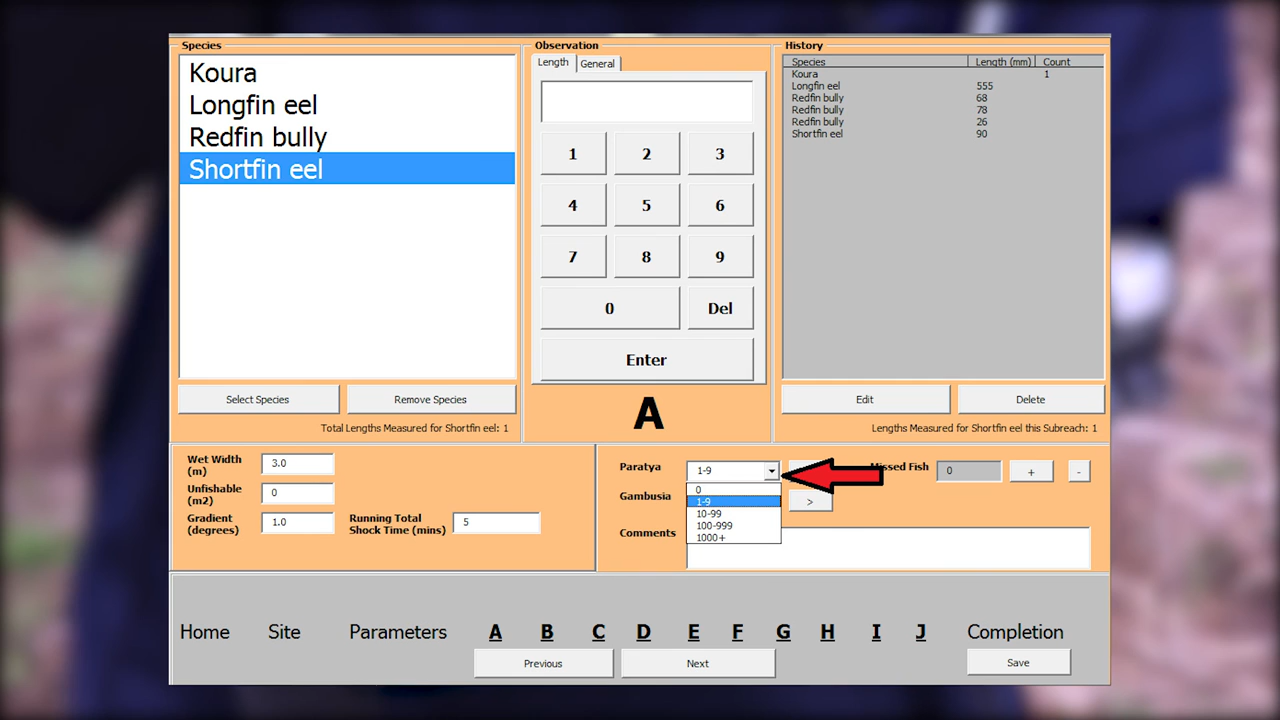 Species
Koura
Longfin eel
Redfin bully
Shortfin eel
Select Species
Remove Species
Total Lengths Measured for Shortfin eel: 1
Observation
Length General
1 2 3
4 5 6
7 8 9
0 Del
Enter
A
History
Species Length (mm) Count
Koura 1
Longfin eel 555
Redfin bully 68
Redfin bully 78
Redfin bully 26
Shortfin eel 90
Edit
Delete
Lengths Measured for Shortfin eel this Subreach: 1
Wet Width
(m)
3.0
Unfishable
(m2)
0
Gradient
(degrees)
1.0
Running Total
Shock Time (mins)
5
Paratya
1-9
0
1-9
10-99
100-999
1000+
Gambusia
>
Comments
Missed Fish
0
+
-
Home Site Parameters A B C D E F G H I J Completion
Previous Next Save